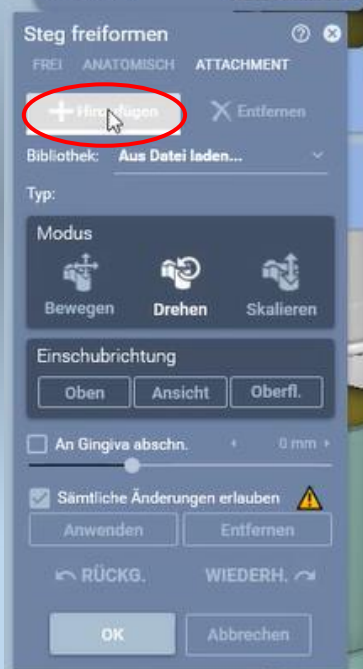 Steg freiformen
FREI ANATOMISCH ATTACHMENT
Hinzufügen Entfernen
Bibliothek: Aus Datei laden...
Typ:
Modus
Bewegen Drehen Skalieren
Einschubrichtung
Oben Ansicht Oberfl.
An Gingiva abschn. 0 mm
Sämtliche Änderungen erlauben
Anwenden Entfernen
RÜCKG. WIEDERH.
OK Abbrechen